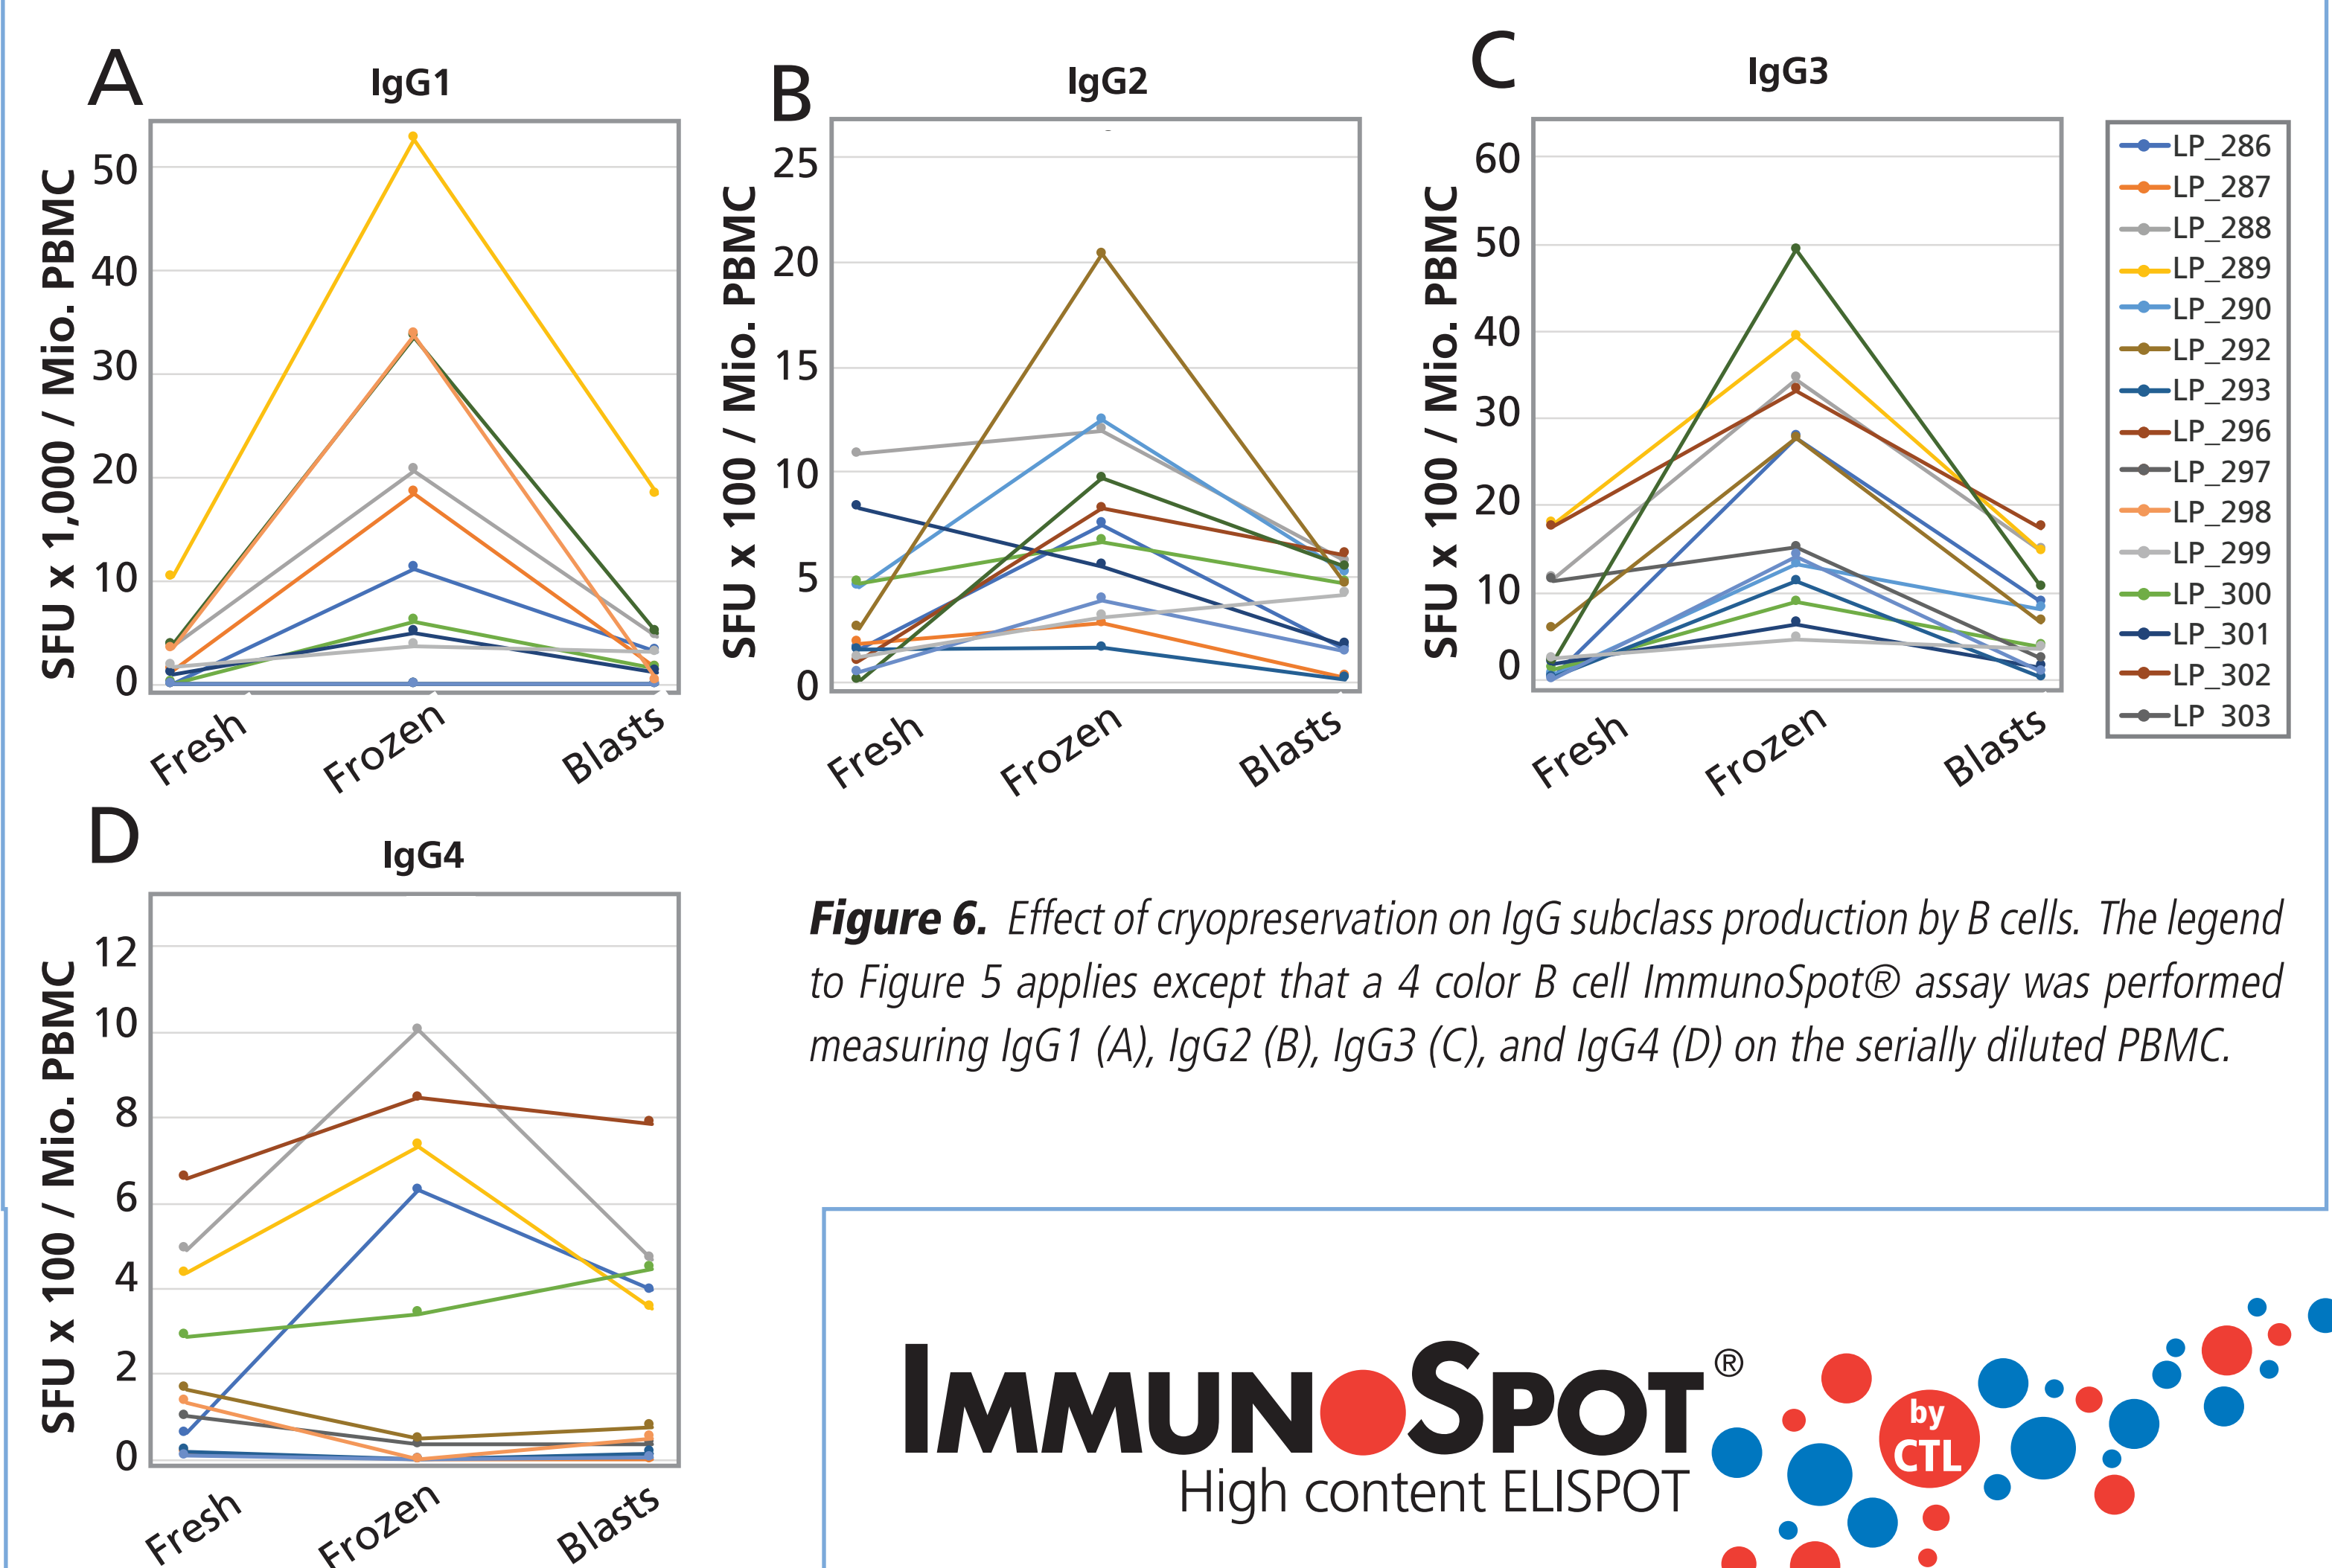 A
IgG1
SFU x 1,000 / Mio. PBMC
50
40
30
20
10
0
Fresh
Frozen
Blasts
B
IgG2
SFU x 100 / Mio. PBMC
25
20
15
10
5
0
Fresh
Frozen
Blasts
C
IgG3
SFU x 100 / Mio. PBMC
60
50
40
30
20
10
0
Fresh
Frozen
Blasts
LP_286
LP_287
LP_288
LP_289
LP_290
LP_292
LP_293
LP_296
LP_297
LP_298
LP_299
LP_300
LP_301
LP_302
LP_303
D
IgG4
SFU x 100 / Mio. PBMC
12
10
8
6
4
2
0
Fresh
Frozen
Blasts
Figure 6. Effect of cryopreservation on IgG subclass production by B cells. The legend
to Figure 5 applies except that a 4 color B cell ImmunoSpot® assay was performed
measuring IgG1 (A), IgG2 (B), IgG3 (C), and IgG4 (D) on the serially diluted PBMC.
IMMUNOSPOT®
High content ELISPOT
by
CTL